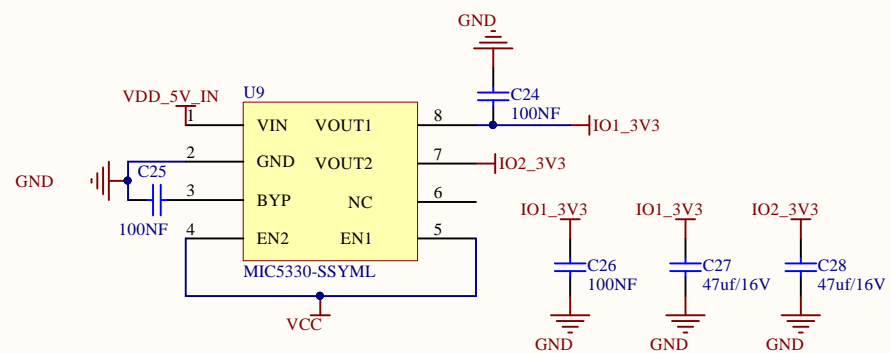 GND
U9
VDD_5V_IN
C24
100NF
1 VIN VOUT1 8
IO1_3V3
2 GND VOUT2 7
IO2_3V3
C25
GND
3 BYP NC 6
100NF
4 EN2 EN1 5
MIC5330-SSYML
VCC
IO1_3V3 IO1_3V3 IO2_3V3
C26 C27 C28
100NF 47uf/16V 47uf/16V
GND GND GND